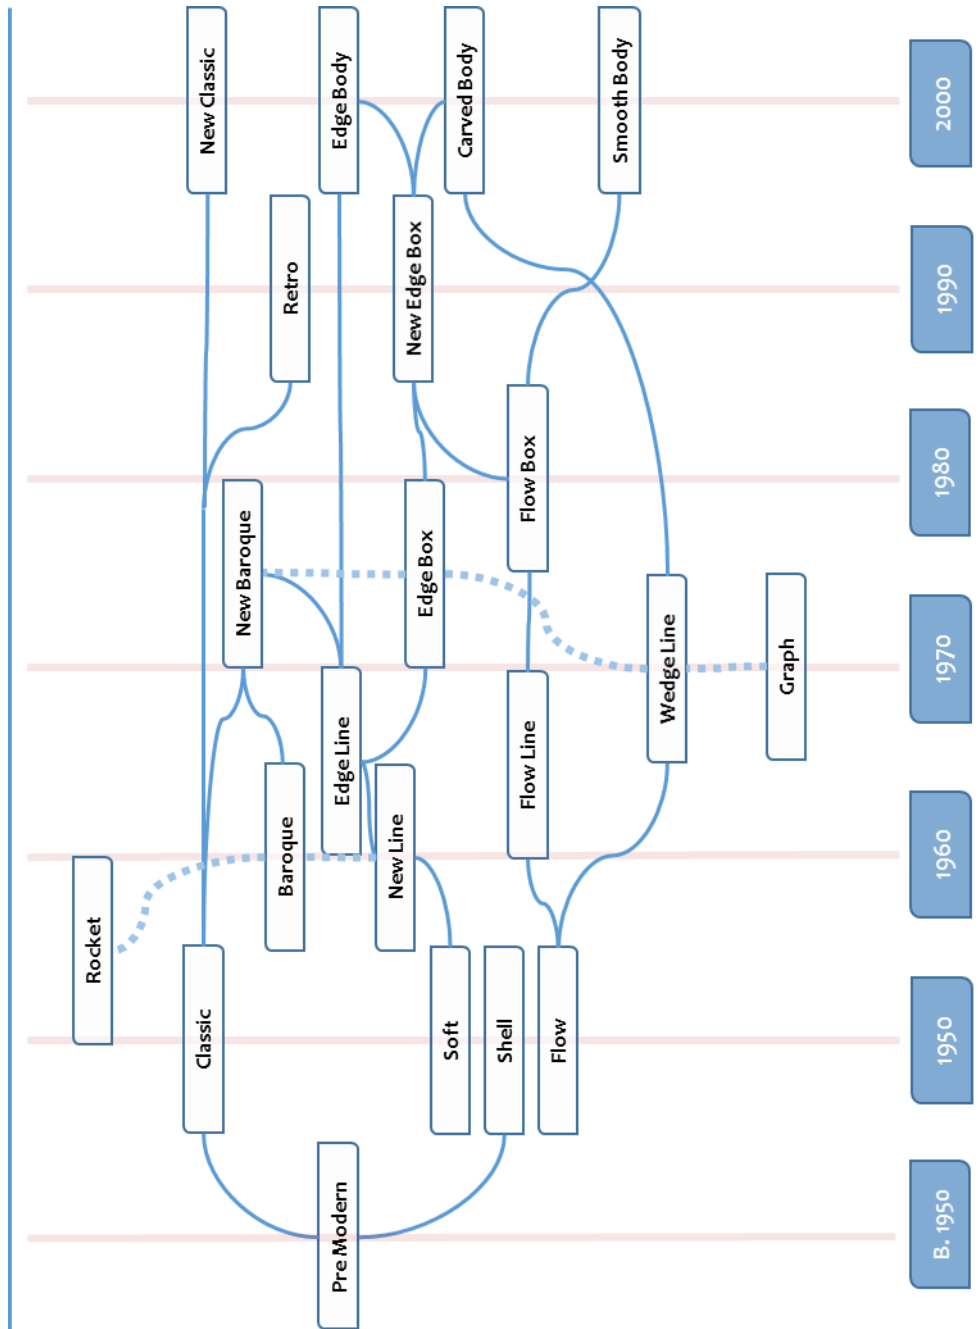 Rocket
Classic
New Classic
New Baroque
Baroque
Retro
Pre Modern
Edge Line
Edge Body
New Line
Edge Box
New Edge Box
Soft
Carved Body
Shell
Flow
Flow Line
Flow Box
Smooth Body
Wedge Line
Graph
B. 1950
1950
1960
1970
1980
1990
2000